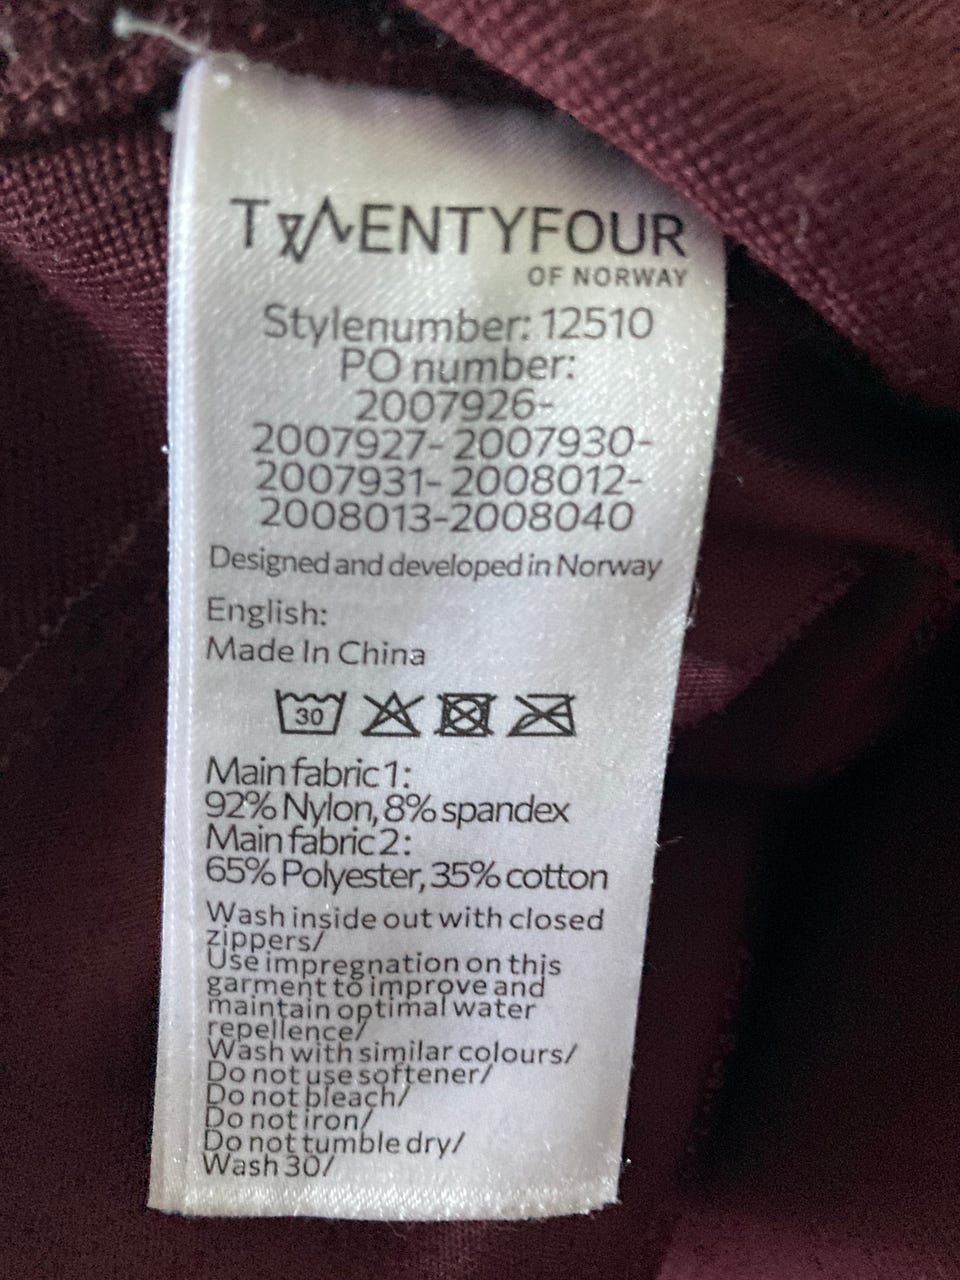 TWENTYFOUR
OF NORWAY
Stylenumber: 12510
PO number:
2007926-
2007927- 2007930-
2007931- 2008012-
2008013-2008040
Designed and developed in Norway
English:
Made In China
30
Main fabric 1:
92% Nylon, 8% spandex
Main fabric 2:
65% Polyester, 35% cotton
Wash inside out with closed
zippers/
Use impregnation on this
garment to improve and
maintain optimal water
repellence/
Wash with similar colours/
Do not use softener/
Do not bleach/
Do not iron/
Do not tumble dry/
Wash 30/